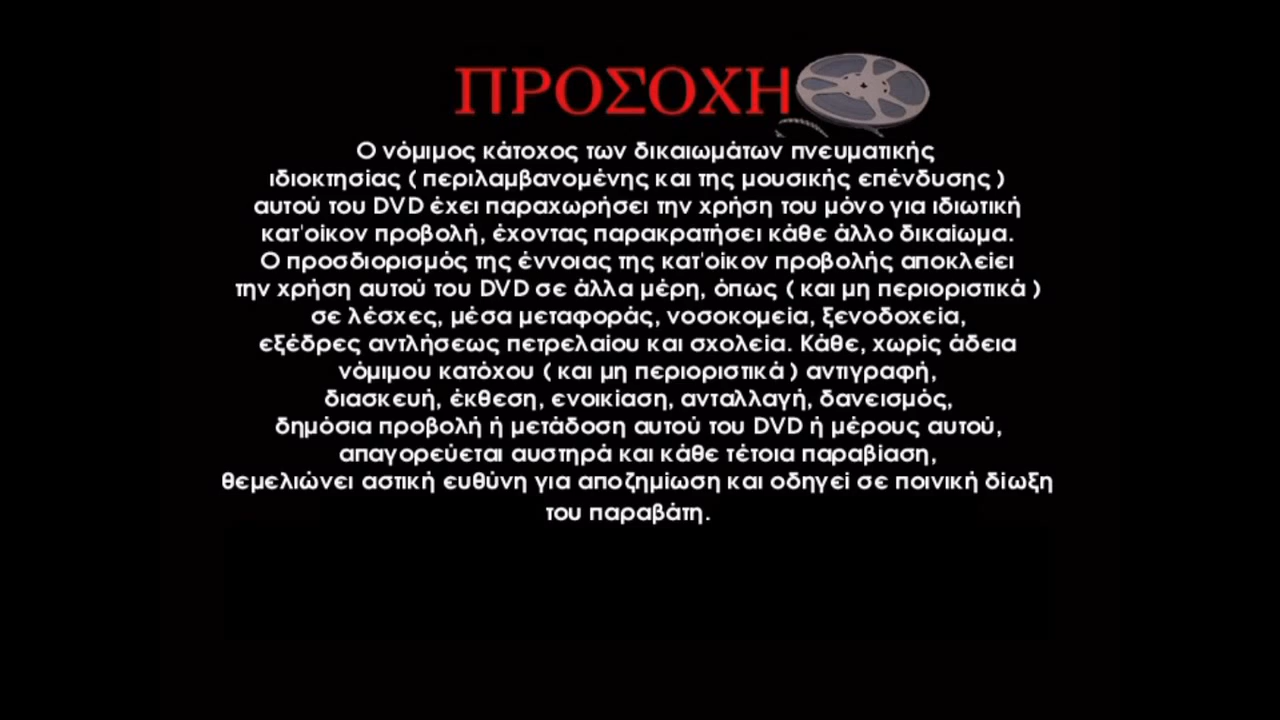 ΠΡΟΣΟΧΗ
Ο νόμιμος κάτοχος των δικαιωμάτων πνευματικής
ιδιοκτησίας ( περιλαμβανομένης και της μουσικής επένδυσης )
αυτού του DVD έχει παραχωρήσει την χρήση του μόνο για ιδιωτική
κατ'οίκον προβολή, έχοντας παρακρατήσει κάθε άλλο δικαίωμα.
Ο προσδιορισμός της έννοιας της κατ'οίκον προβολής αποκλείει
την χρήση αυτού του DVD σε άλλα μέρη, όπως ( και μη περιοριστικά )
σε λέσχες, μέσα μεταφοράς, νοσοκομεία, ξενοδοχεία,
εξέδρες αντλήσεως πετρελαίου και σχολεία. Κάθε, χωρίς άδεια
νόμιμου κατόχου ( και μη περιοριστικά ) αντιγραφή,
διασκευή, έκθεση, ενοικίαση, ανταλλαγή, δανεισμός,
δημόσια προβολή ή μετάδοση αυτού του DVD ή μέρους αυτού,
απαγορεύεται αυστηρά και κάθε τέτοια παραβίαση,
θεμελιώνει αστική ευθύνη για αποζημίωση και οδηγεί σε ποινική δίωξη
του παραβάτη.